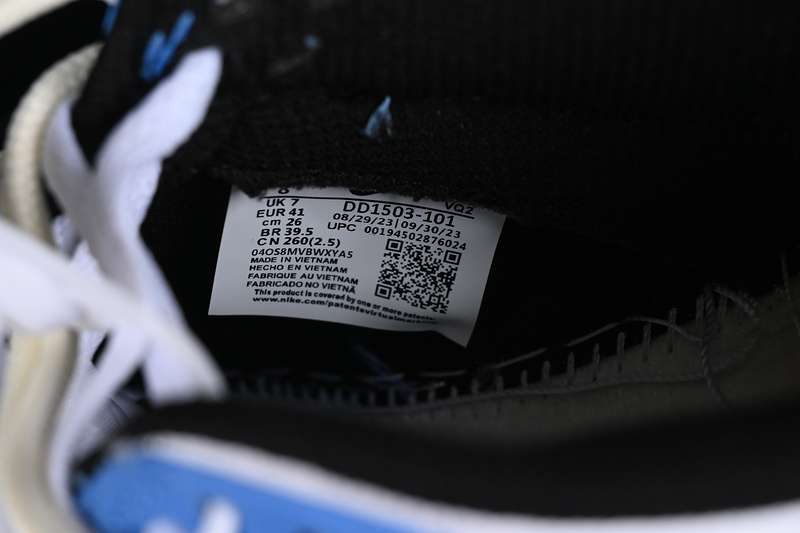 8
UK 7
EUR 41
cm 26
BR 39.5
CN 260(2.5)
VQ2
DD1503-101
08/29/23|09/30/23
UPC 00194502876024
04OS8MVBWXYA5
MADE IN VIETNAM
HECHO EN VIETNAM
FABRIQUE AU VIETNAM
FABRICADO NO VIETNÃ
This product is covered by one or more patents
www.nike.com/patents